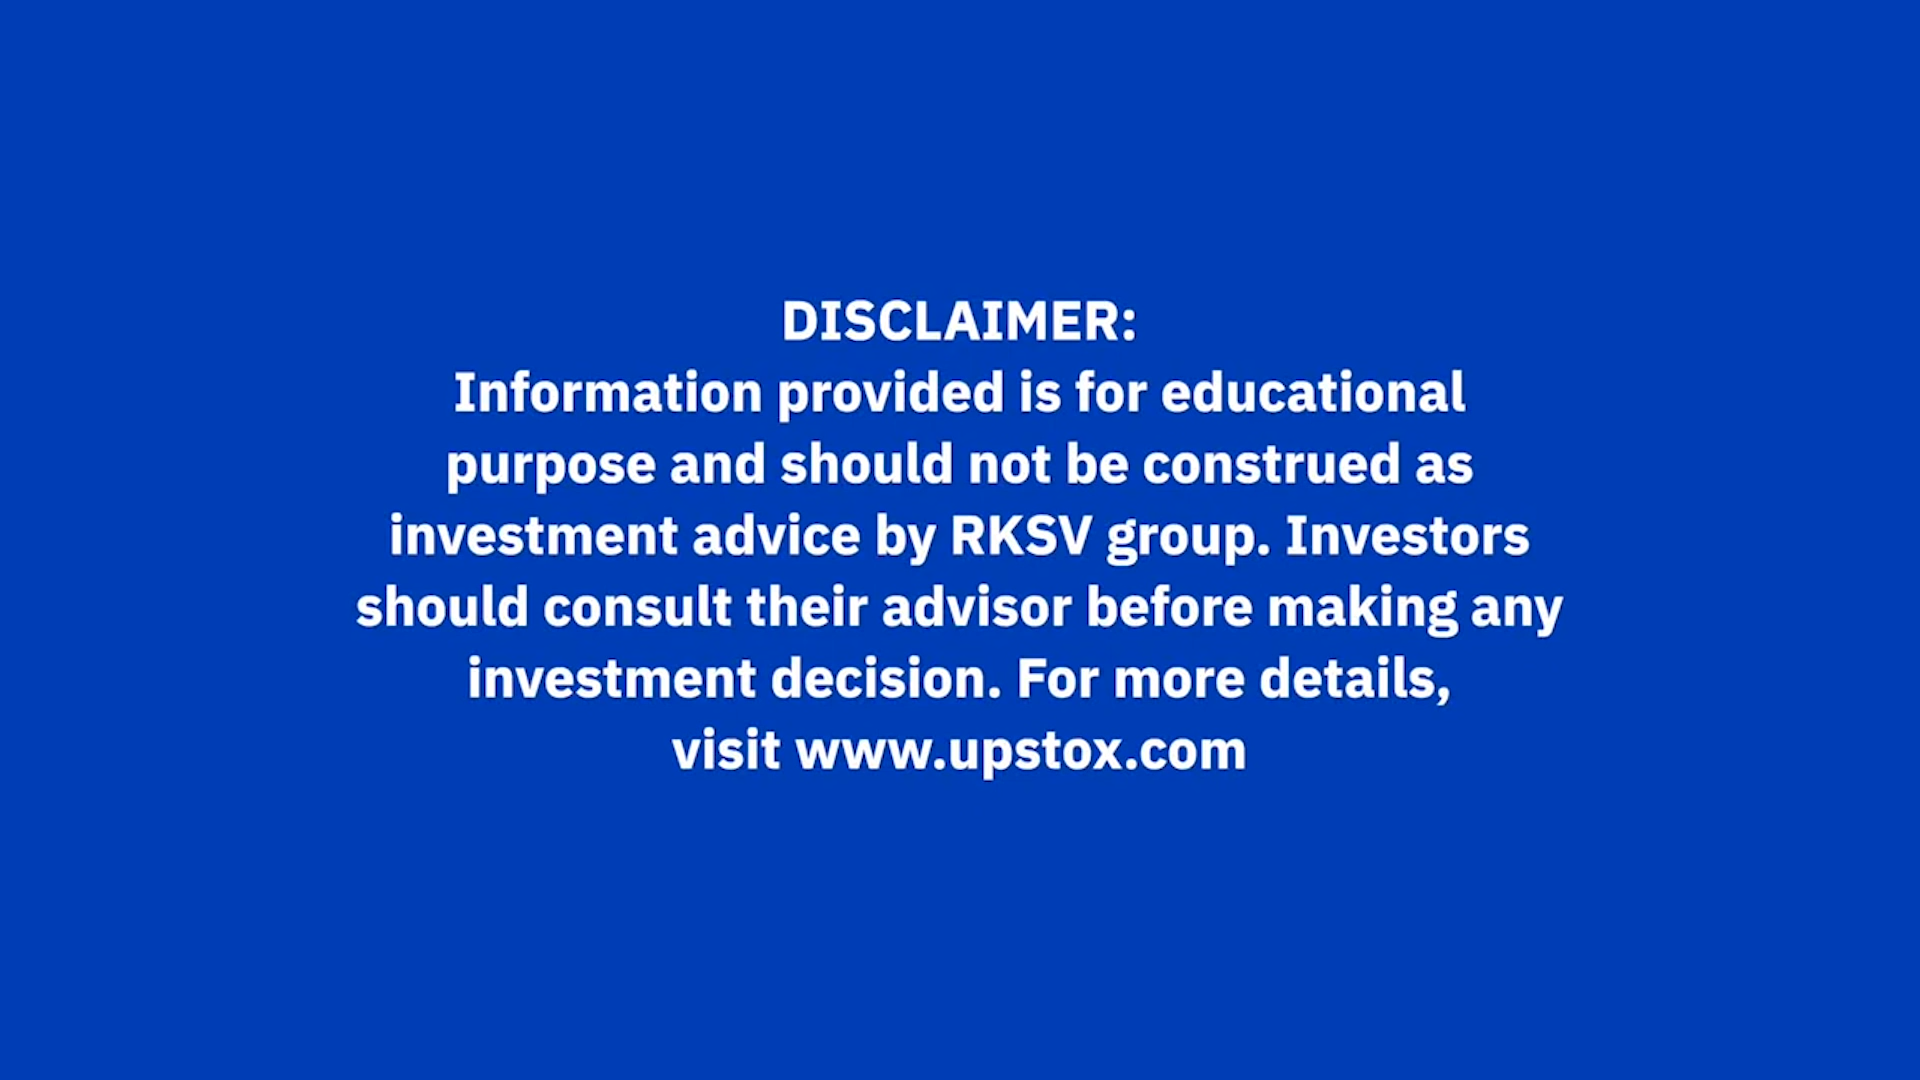 DISCLAIMER:
Information provided is for educational
purpose and should not be construed as
investment advice by RKSV group. Investors
should consult their advisor before making any
investment decision. For more details,
visit www.upstox.com